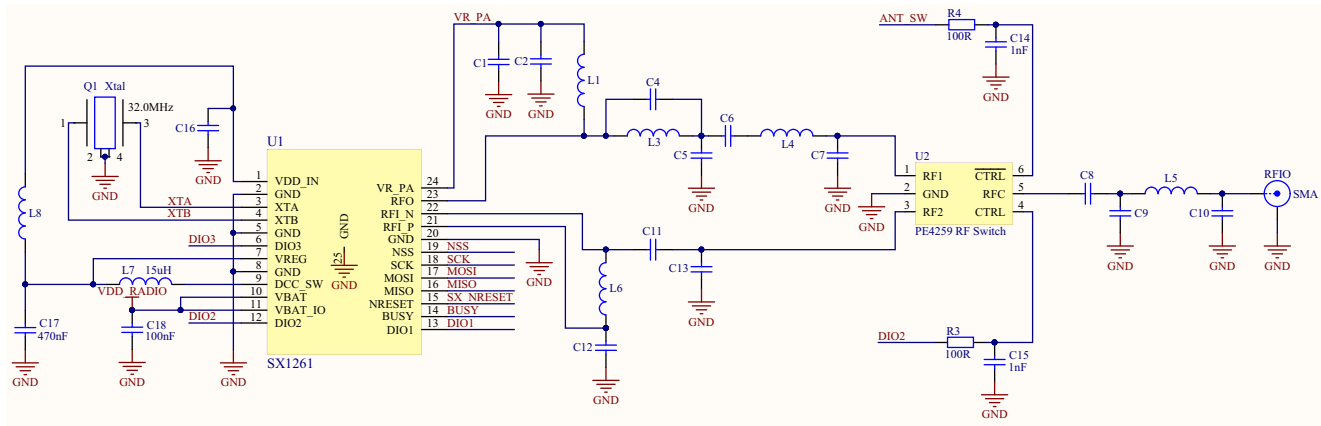 VR_PA
ANT_SW
R4
100R
C14
1nF
GND
C1
C2
GND
GND
L1
C4
L3
C5
GND
C6
L4
C7
GND
Q1 Xtal
32.0MHz
1
3
2
4
GND
C16
GND
L8
XTA
XTB
DIO3
L7 15uH
VDD_RADIO
DIO2
C17
470nF
GND
C18
100nF
GND
GND
U1
1 VDD_IN
2 GND
3 XTA
4 XTB
5 GND
6 DIO3
7 VREG
8 GND
9 DCC_SW
10 VBAT
11 VBAT_IO
12 DIO2
GND
25
GND
VR_PA 24
RFO 23
RFI_N 22
RFI_P 21
GND 20
NSS 19 NSS
SCK 18 SCK
MOSI 17 MOSI
MISO 16 MISO
NRESET 15 SX_NRESET
BUSY 14 BUSY
DIO1 13 DIO1
SX1261
GND
C11
L6
C12
GND
C13
GND
U2
1 RF1
2 GND
3 RF2
CTRL 6
RFC 5
CTRL 4
PE4259 RF Switch
GND
C8
C9
GND
L5
C10
GND
RFIO
SMA
GND
DIO2
R3
100R
C15
1nF
GND